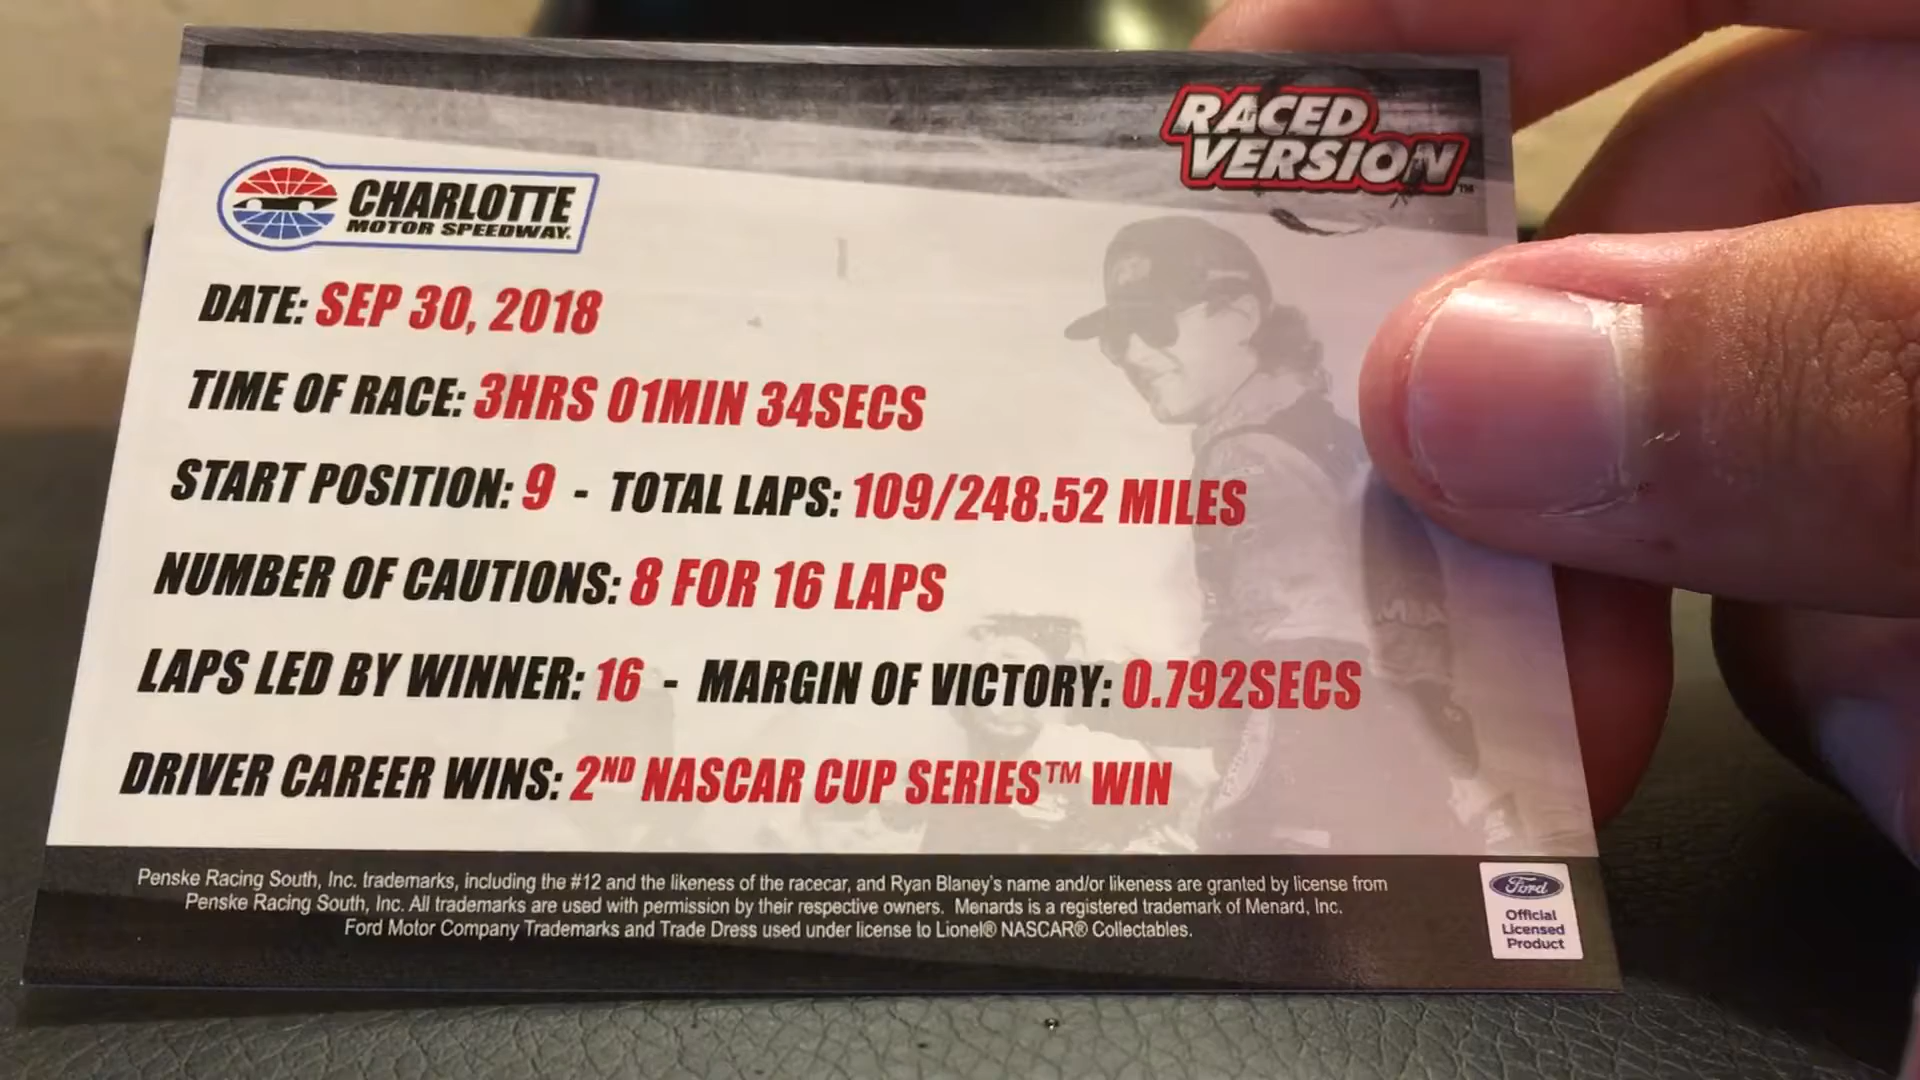 RACED
VERSION™
CHARLOTTE
MOTOR SPEEDWAY.
DATE: SEP 30, 2018
TIME OF RACE: 3HRS 01MIN 34SECS
START POSITION: 9 - TOTAL LAPS: 109/248.52 MILES
NUMBER OF CAUTIONS: 8 FOR 16 LAPS
LAPS LED BY WINNER: 16 - MARGIN OF VICTORY: 0.792SECS
DRIVER CAREER WINS: 2ND NASCAR CUP SERIES™ WIN
Penske Racing South, Inc. trademarks, including the #12 and the likeness of the racecar, and Ryan Blaney's name and/or likeness are granted by license from
Penske Racing South, Inc. All trademarks are used with permission by their respective owners. Menards is a registered trademark of Menard, Inc.
Ford Motor Company Trademarks and Trade Dress used under license to Lionel® NASCAR® Collectables.
Ford
Official
Licensed
Product